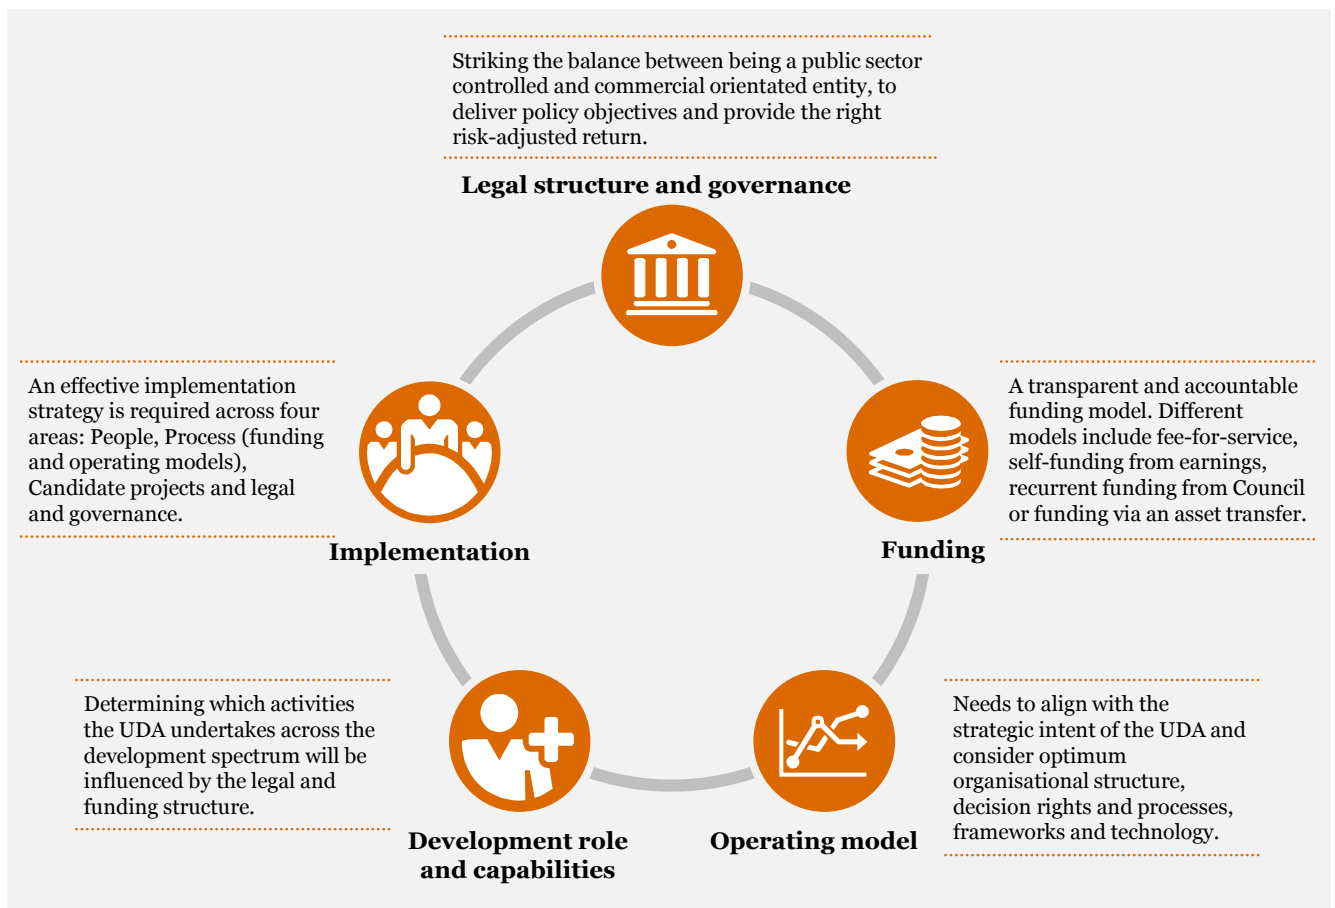 Striking the balance between being a public sector
controlled and commercial orientated entity, to
deliver policy objectives and provide the right
risk-adjusted return.
Legal structure and governance
An effective implementation
strategy is required across four
areas: People, Process (funding
and operating models),
Candidate projects and legal
and governance.
Implementation
A transparent and accountable
funding model. Different
models include fee-for-service,
self-funding from earnings,
recurrent funding from Council
or funding via an asset transfer.
Funding
Determining which activities
the UDA undertakes across the
development spectrum will be
influenced by the legal and
funding structure.
Development role
and capabilities
Operating model
Needs to align with the
strategic intent of the UDA and
consider optimum
organisational structure,
decision rights and processes,
frameworks and technology.